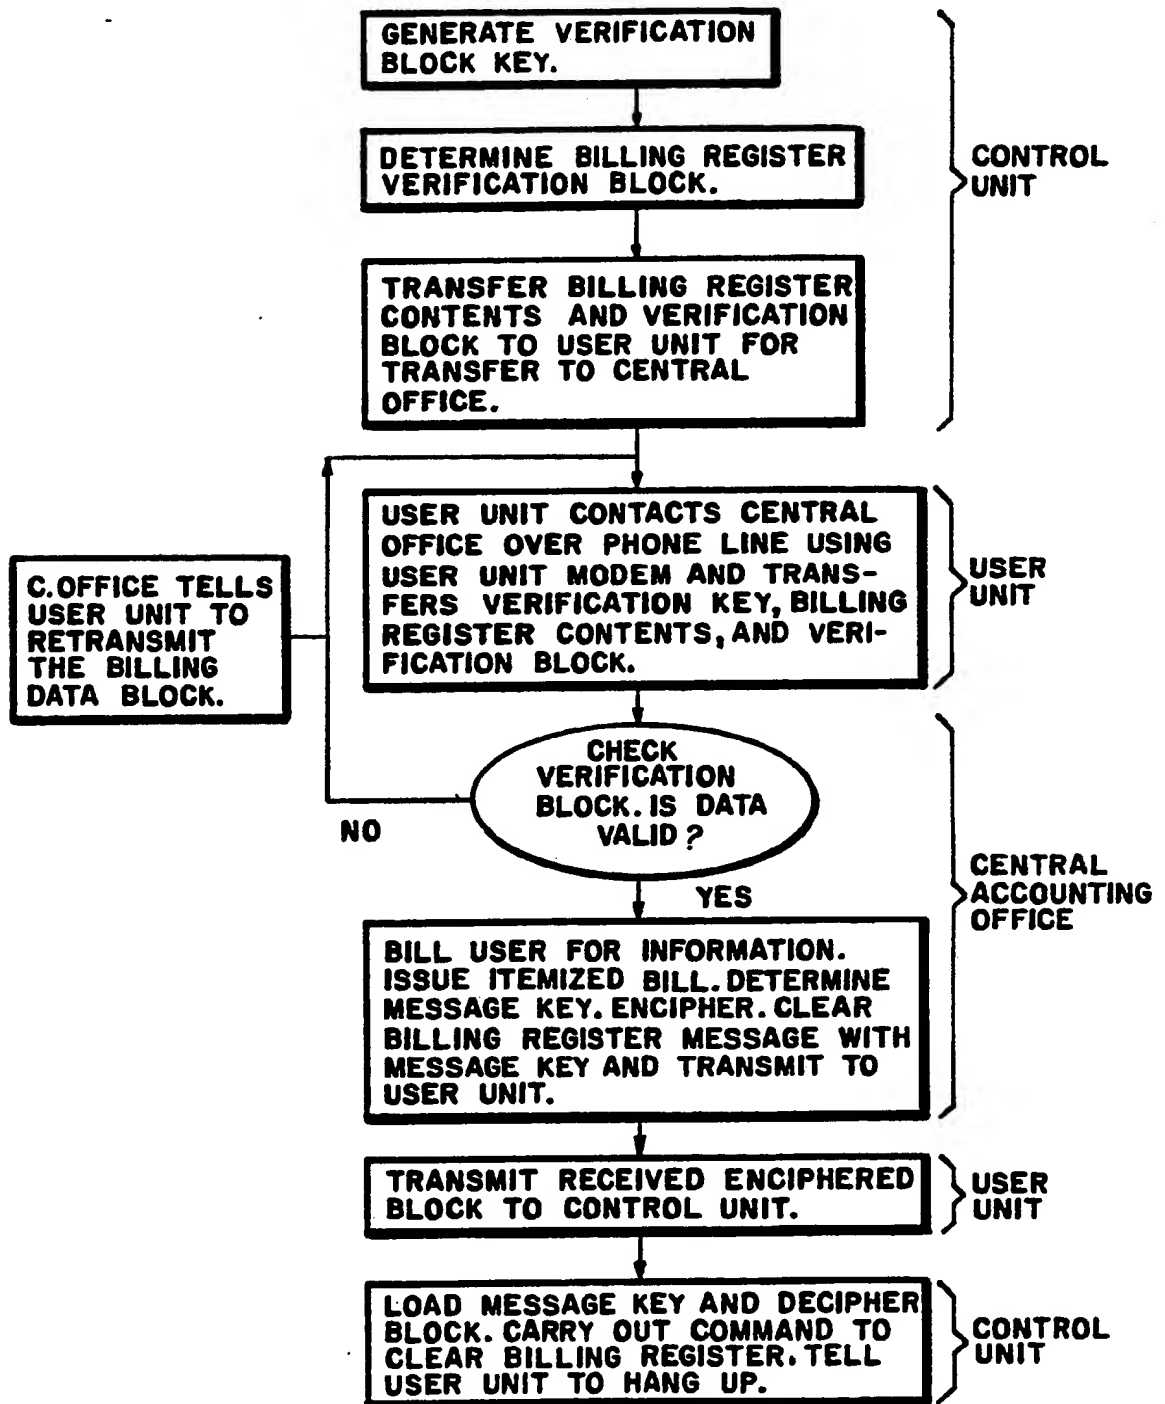 GENERATE VERIFICATION
BLOCK KEY.
DETERMINE BILLING REGISTER
VERIFICATION BLOCK.
CONTROL
UNIT
TRANSFER BILLING REGISTER
CONTENTS AND VERIFICATION
BLOCK TO USER UNIT FOR
TRANSFER TO CENTRAL
OFFICE.
USER UNIT CONTACTS CENTRAL
OFFICE OVER PHONE LINE USING
USER UNIT MODEM AND TRANS-
FERS VERIFICATION KEY, BILLING
REGISTER CONTENTS, AND VERI-
FICATION BLOCK.
USER
UNIT
C.OFFICE TELLS
USER UNIT TO
RETRANSMIT
THE BILLING
DATA BLOCK.
CHECK
VERIFICATION
BLOCK. IS DATA
VALID?
NO
YES
CENTRAL
ACCOUNTING
OFFICE
BILL USER FOR INFORMATION.
ISSUE ITEMIZED BILL. DETERMINE
MESSAGE KEY. ENCIPHER. CLEAR
BILLING REGISTER MESSAGE WITH
MESSAGE KEY AND TRANSMIT TO
USER UNIT.
TRANSMIT RECEIVED ENCIPHERED
BLOCK TO CONTROL UNIT.
USER
UNIT
LOAD MESSAGE KEY AND DECIPHER
BLOCK. CARRY OUT COMMAND TO
CLEAR BILLING REGISTER. TELL
USER UNIT TO HANG UP.
CONTROL
UNIT